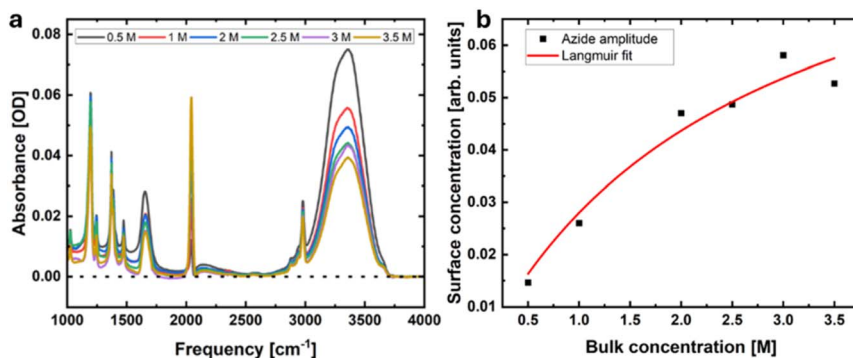 a
0.5 M 1 M 2 M 2.5 M 3 M 3.5 M
Absorbance [OD]
0.08
0.06
0.04
0.02
0.00
1000 1500 2000 2500 3000 3500 4000
Frequency [cm⁻¹]
b
Azide amplitude
Langmuir fit
Surface concentration [arb. units]
0.06
0.05
0.04
0.03
0.02
0.01
0.5 1.0 1.5 2.0 2.5 3.0 3.5
Bulk concentration [M]